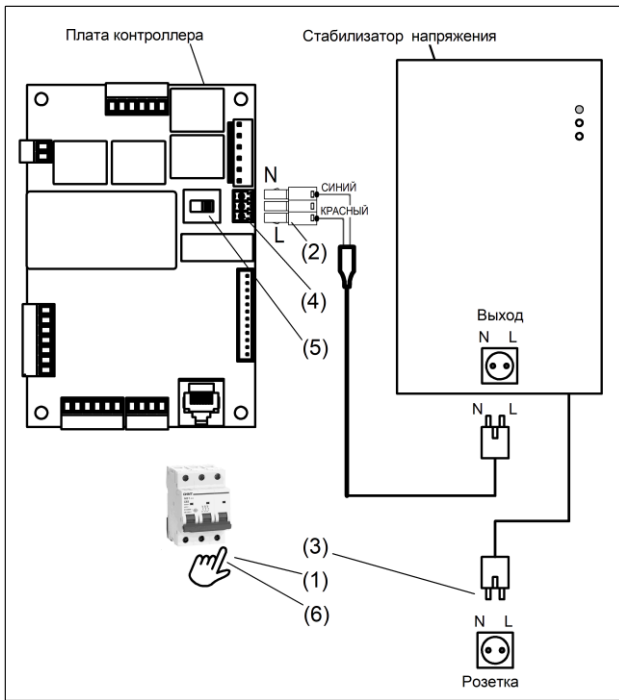 Плата контроллера
Стабилизатор напряжения
N
СИНИЙ
КРАСНЫЙ
L
(2)
(4)
(5)
Выход
N L
N L
(3)
(1)
(6)
N L
Розетка